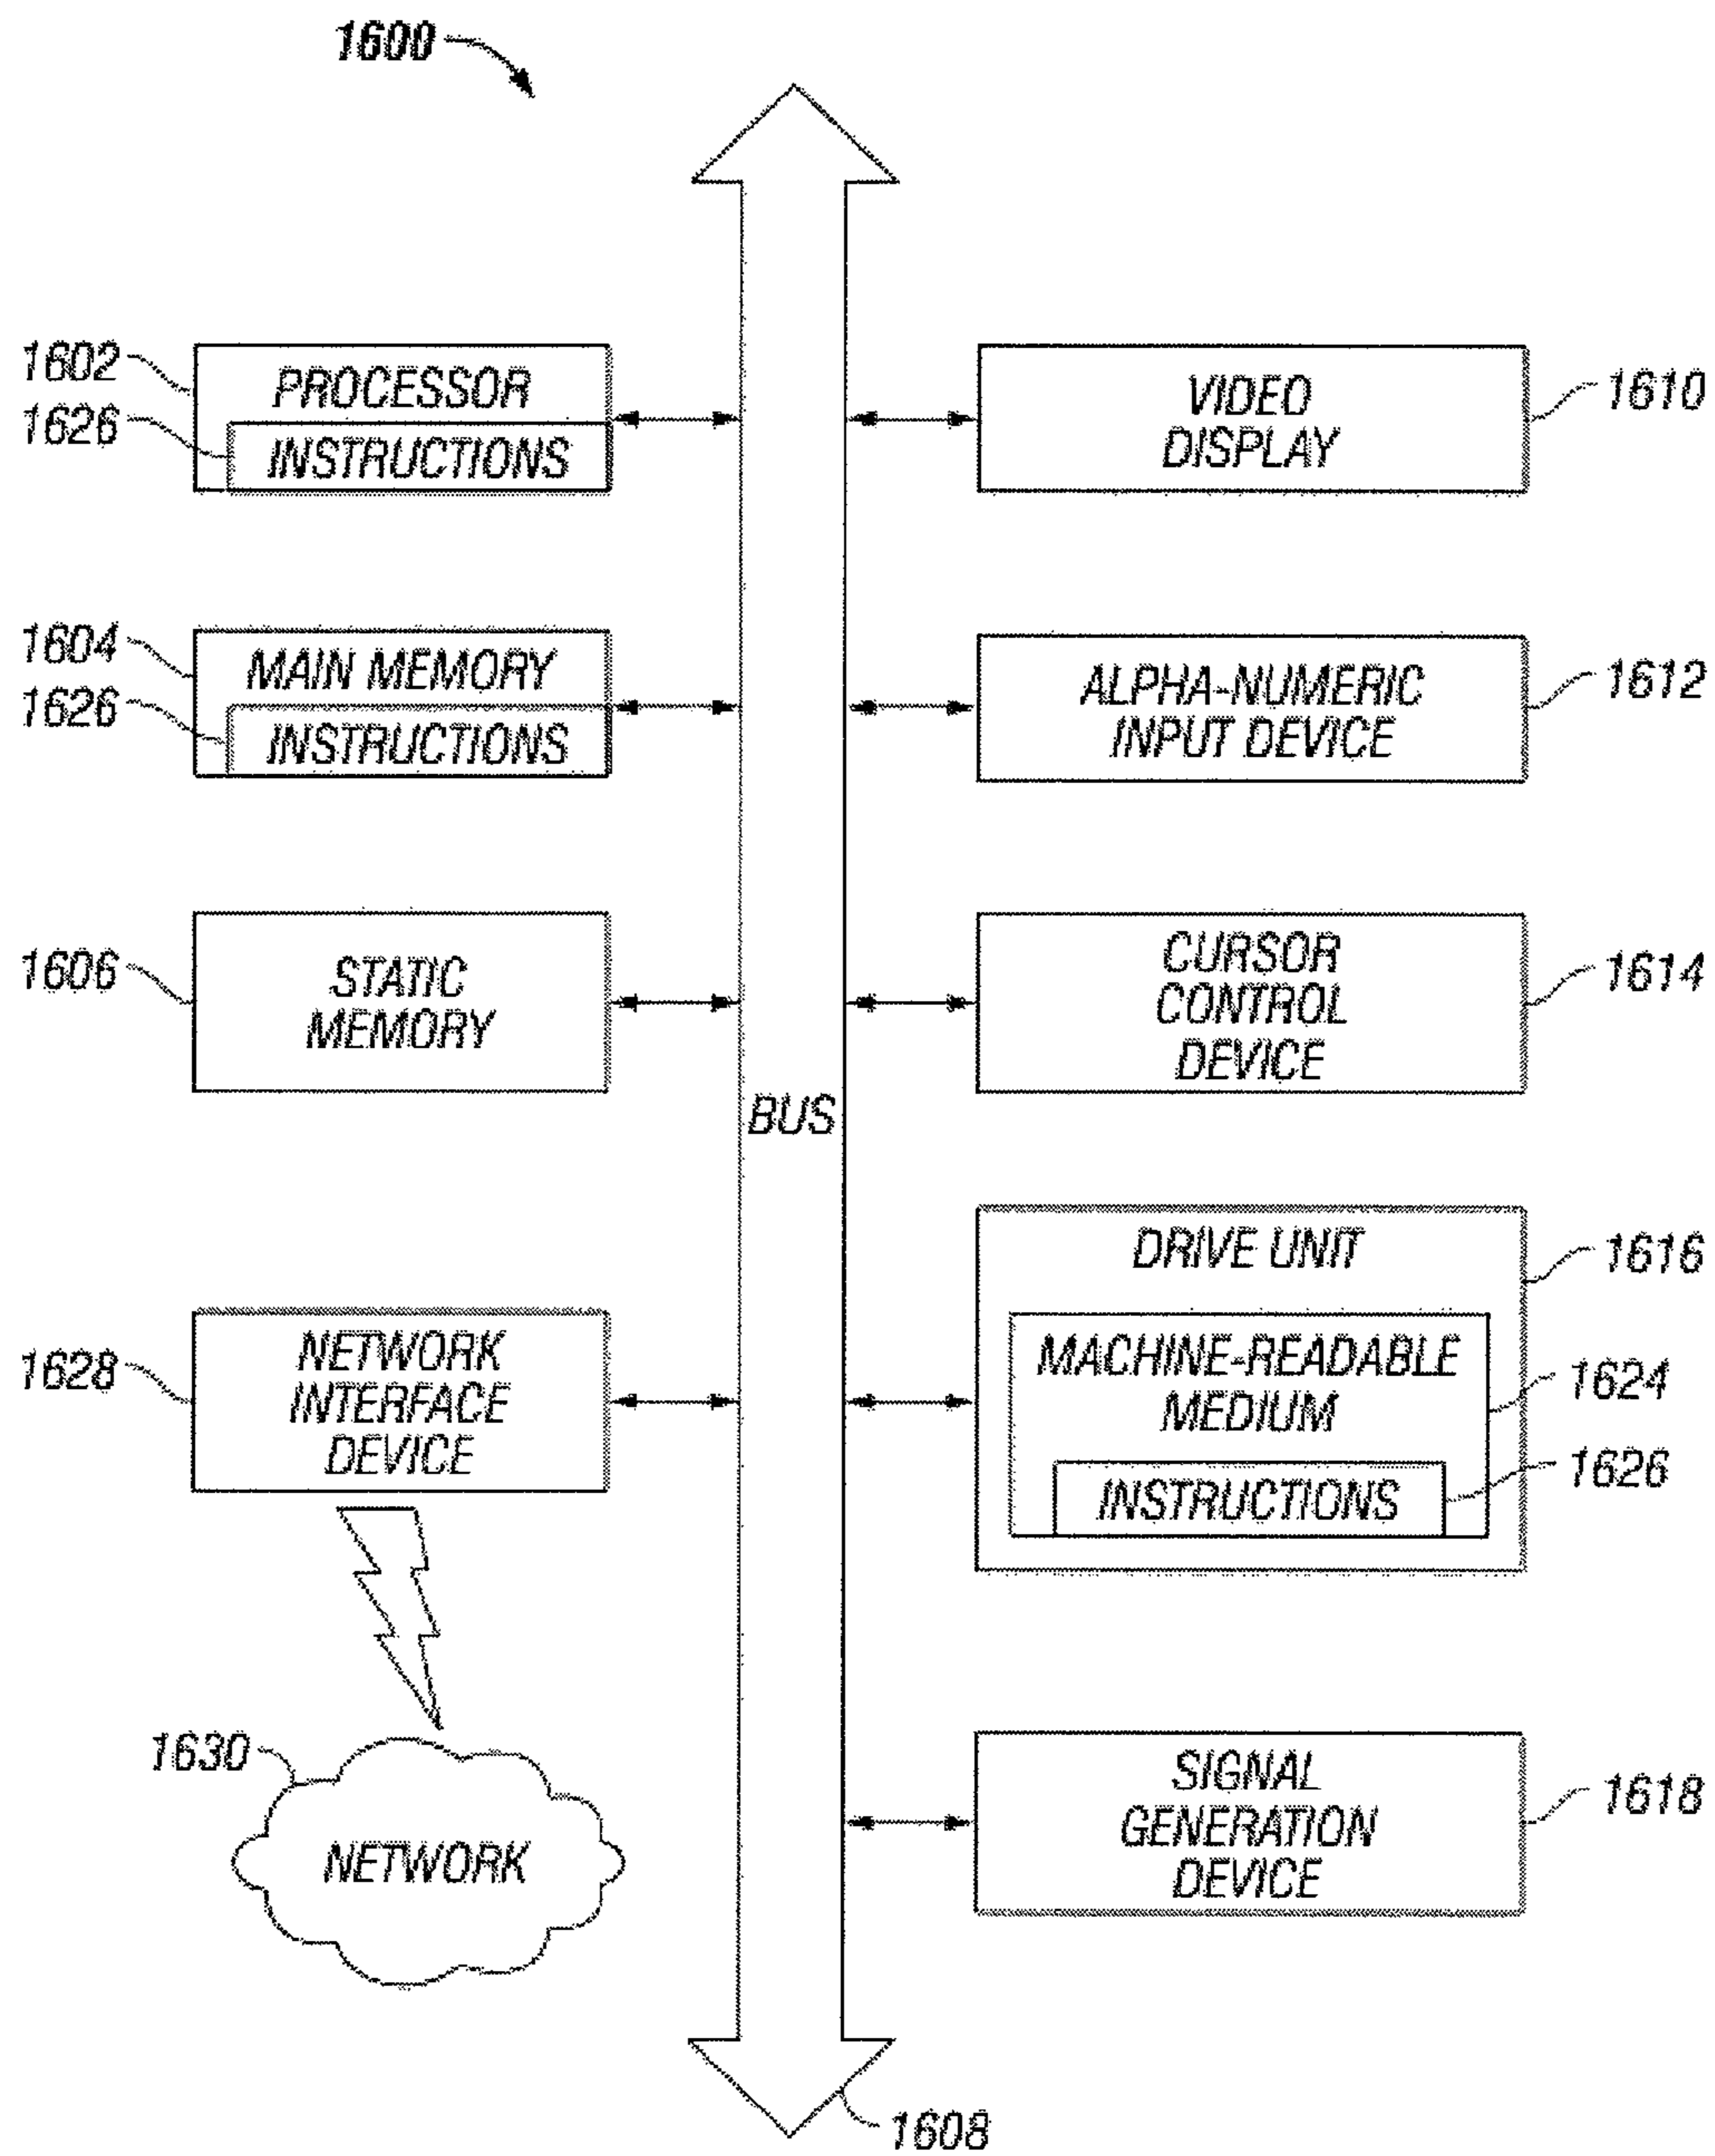 1600
1602
PROCESSOR
1626
INSTRUCTIONS
VIDEO
DISPLAY
1610
1604
MAIN MEMORY
1626
INSTRUCTIONS
ALPHA-NUMERIC
INPUT DEVICE
1612
1606
STATIC
MEMORY
CURSOR
CONTROL
DEVICE
1614
BUS
DRIVE UNIT
1616
1628
NETWORK
INTERFACE
DEVICE
MACHINE-READABLE
MEDIUM
1624
INSTRUCTIONS
1626
1630
NETWORK
SIGNAL
GENERATION
DEVICE
1618
1608